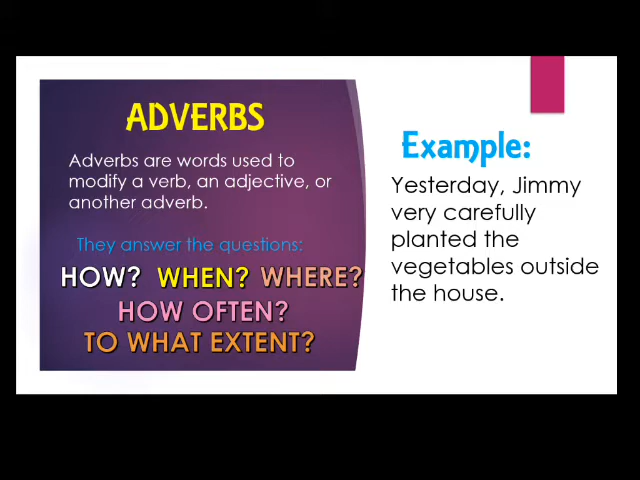 ADVERBS
Adverbs are words used to
modify a verb, an adjective, or
another adverb.
They answer the questions:
HOW? WHEN? WHERE?
HOW OFTEN?
TO WHAT EXTENT?
Example:
Yesterday, Jimmy
very carefully
planted the
vegetables outside
the house.